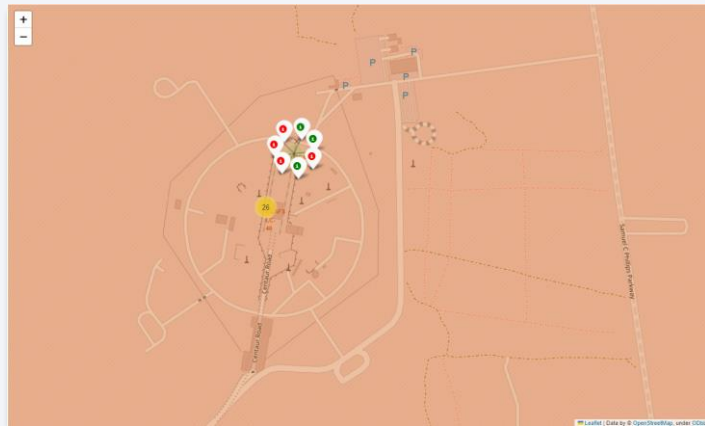 +
−
P
P
P
P
26
Centaur Road
Centaur Road
Samuel C Phillips Parkway
Leaflet | Data by © OpenStreetMap, under ODbL